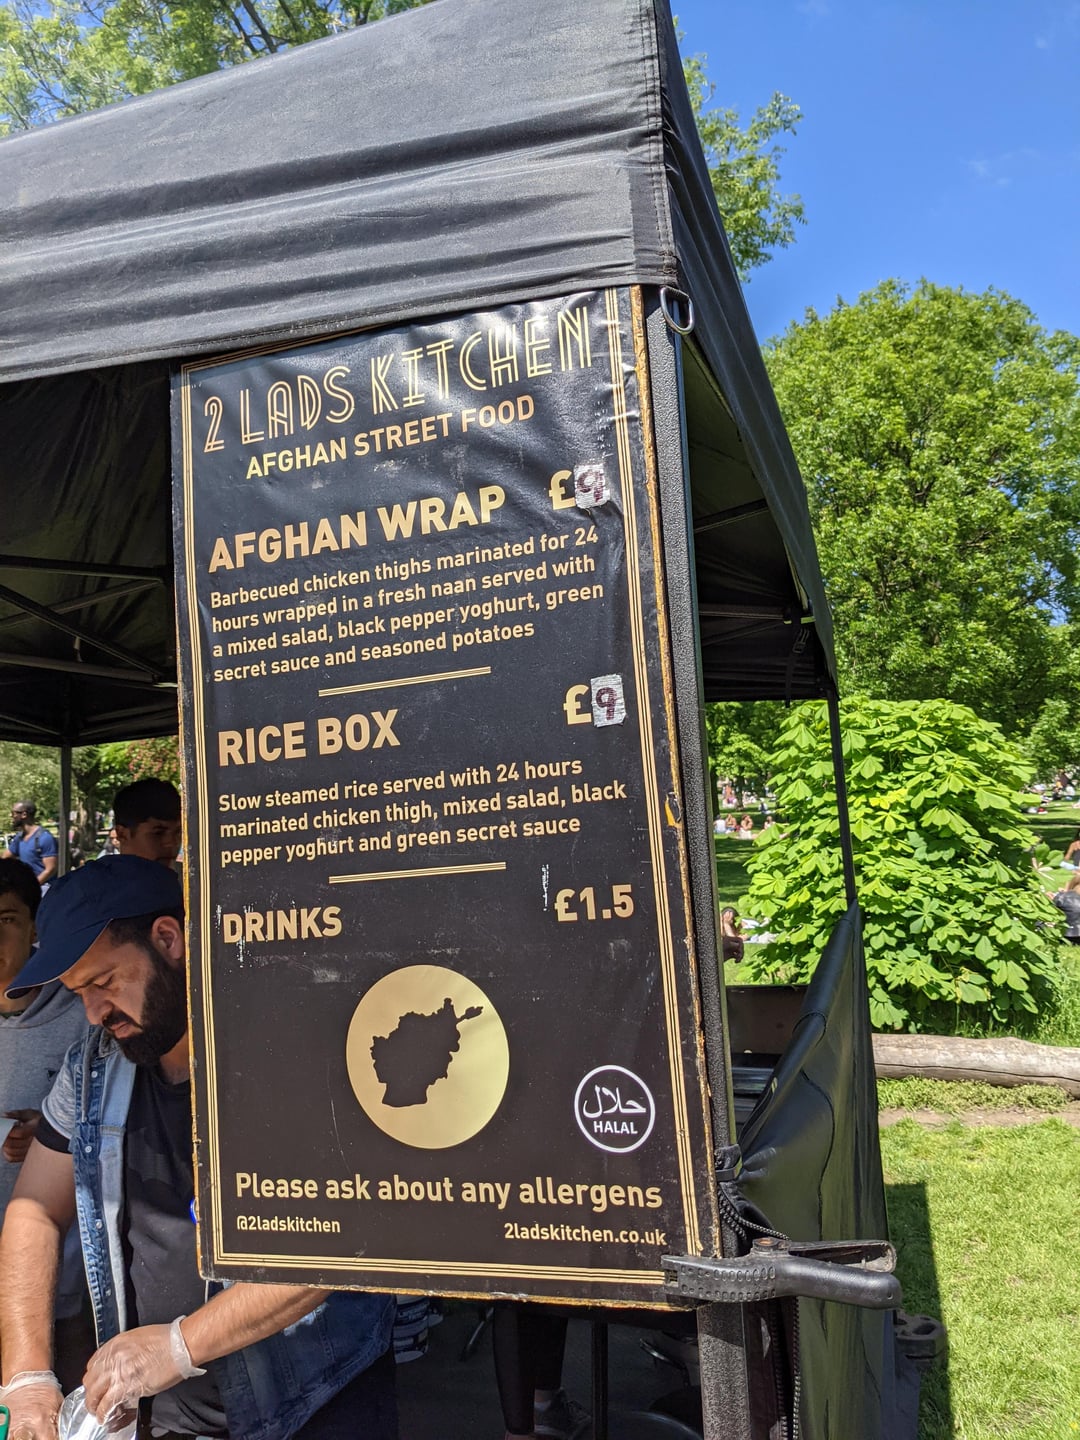 2 LADS KITCHEN
AFGHAN STREET FOOD
AFGHAN WRAP £9
Barbecued chicken thighs marinated for 24
hours wrapped in a fresh naan served with
a mixed salad, black pepper yoghurt, green
secret sauce and seasoned potatoes
RICE BOX £9
Slow steamed rice served with 24 hours
marinated chicken thigh, mixed salad, black
pepper yoghurt and green secret sauce
DRINKS £1.5
حلال
HALAL
Please ask about any allergens
@2ladskitchen 2ladskitchen.co.uk